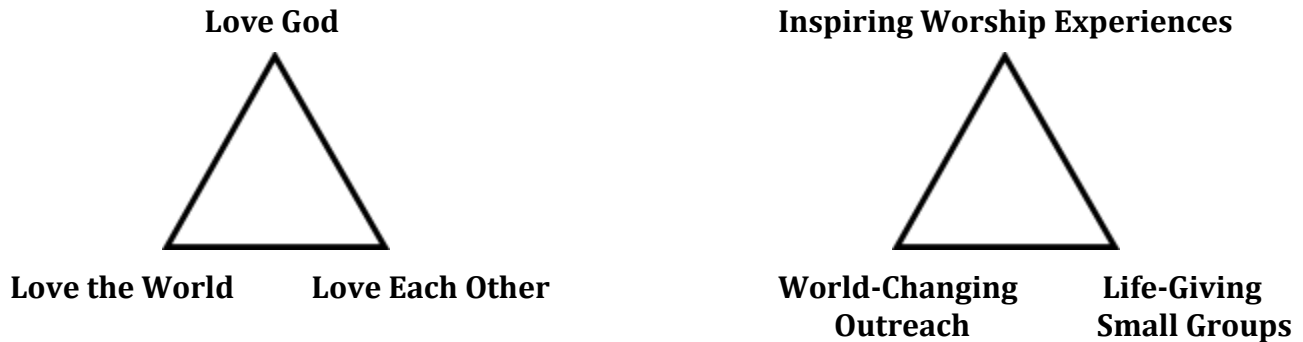 Love God
Inspiring Worship Experiences
Love the World
Love Each Other
World-Changing
Outreach
Life-Giving
Small Groups